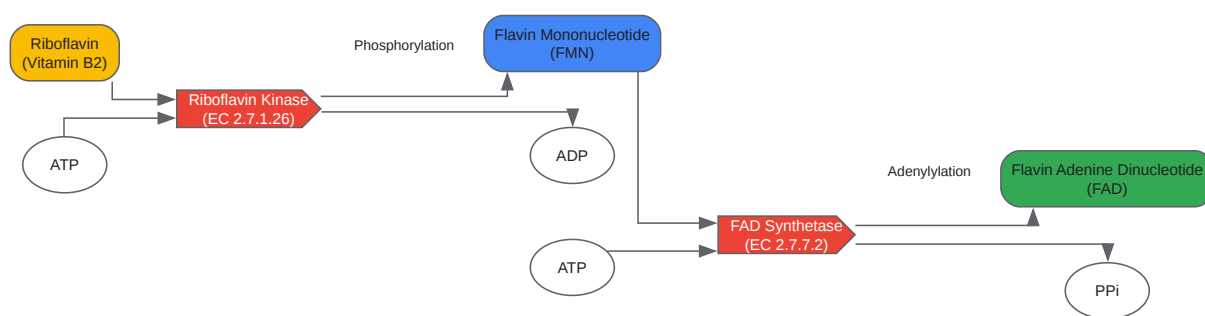 Riboflavin
(Vitamin B2)
Phosphorylation
Flavin Mononucleotide
(FMN)
Riboflavin Kinase
(EC 2.7.1.26)
ATP
ADP
Adenylylation
Flavin Adenine Dinucleotide
(FAD)
FAD Synthetase
(EC 2.7.7.2)
ATP
PPi